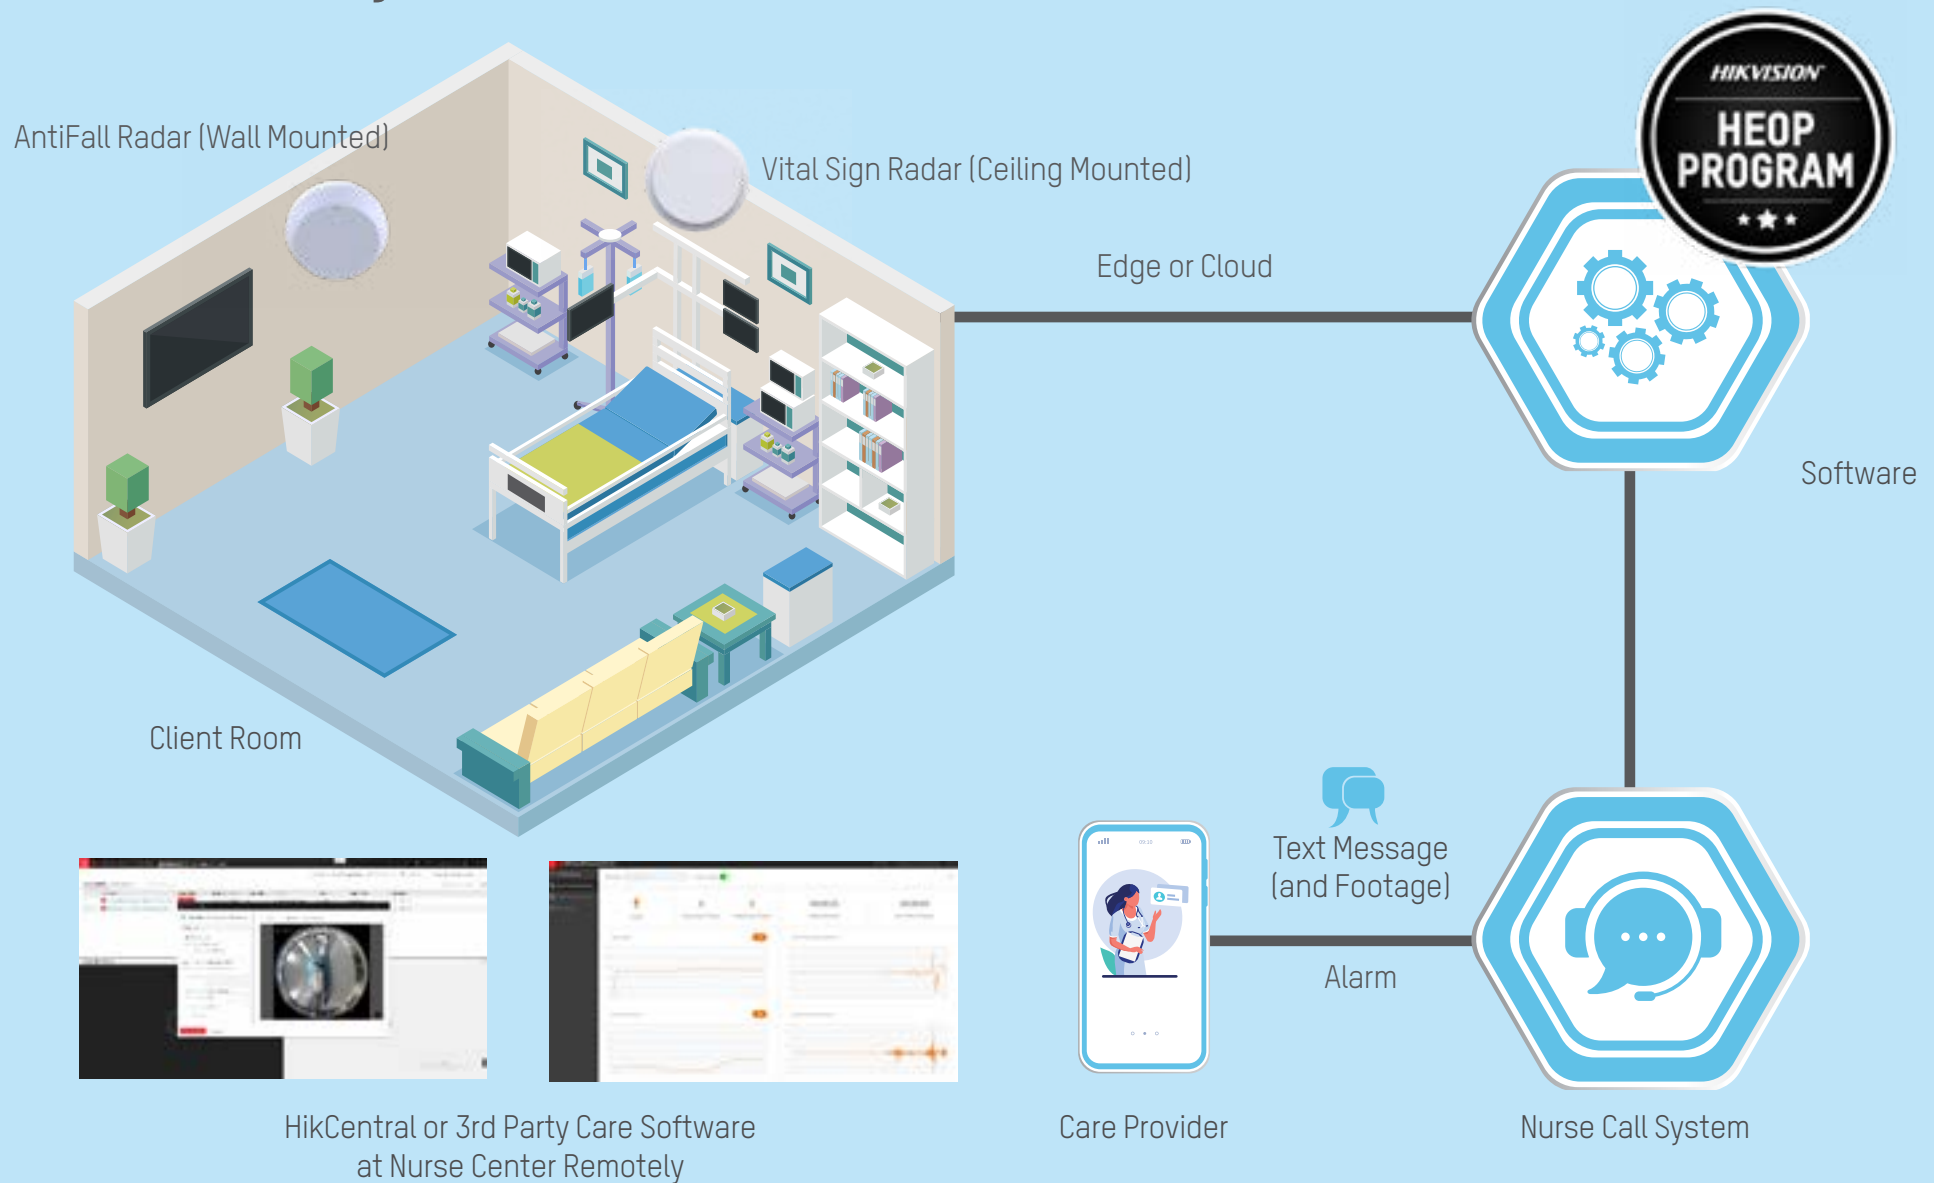 HIKVISION
HEOP
PROGRAM
AntiFall Radar (Wall Mounted)
Vital Sign Radar (Ceiling Mounted)
Edge or Cloud
Software
Client Room
Text Message
(and Footage)
Alarm
03:10
HikCentral or 3rd Party Care Software
at Nurse Center Remotely
Care Provider
Nurse Call System